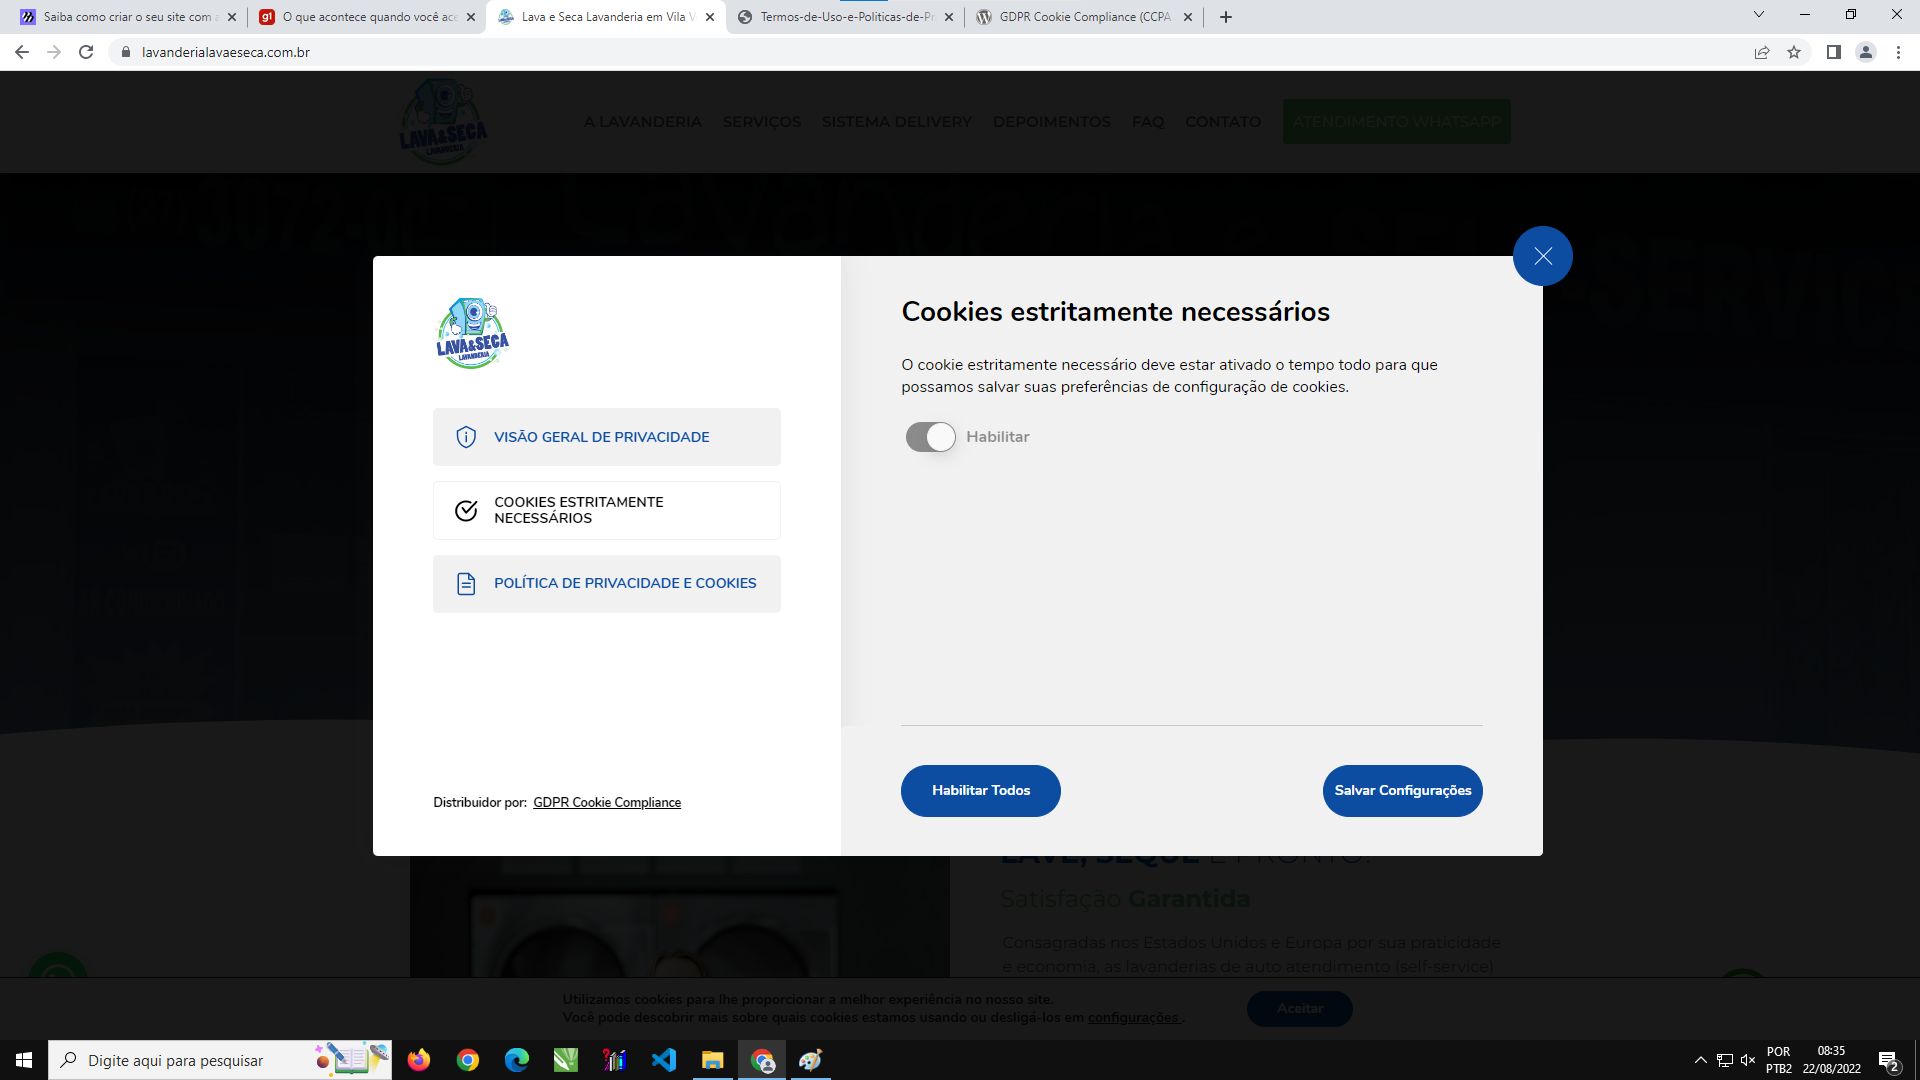 Saiba como criar o seu site com a
O que acontece quando você ace
Lava e Seca Lavanderia em Vila V
Termos-de-Uso-e-Politicas-de-Pr
GDPR Cookie Compliance (CCPA
lavanderialavaeseca.com.br
LAVA&SECA
LAVANDERIA
A LAVANDERIA SERVIÇOS SISTEMA DELIVERY DEPOIMENTOS FAQ CONTATO ATENDIMENTO WHATSAPP
LAVA&SECA
LAVANDERIA
VISÃO GERAL DE PRIVACIDADE
COOKIES ESTRITAMENTE
NECESSÁRIOS
POLÍTICA DE PRIVACIDADE E COOKIES
Distribuidor por: GDPR Cookie Compliance
Cookies estritamente necessários
O cookie estritamente necessário deve estar ativado o tempo todo para que
possamos salvar suas preferências de configuração de cookies.
Habilitar
Habilitar Todos
Salvar Configurações
LAVE, SEQUE E PRONTO!
Satisfação Garantida
Consagradas nos Estados Unidos e Europa por sua praticidade
e economia, as lavanderias de auto atendimento (self-service)
Utilizamos cookies para lhe proporcionar a melhor experiência no nosso site.
Você pode descobrir mais sobre quais cookies estamos usando ou desligá-los em configurações .
Aceitar
Digite aqui para pesquisar
POR
PTB2
08:35
22/08/2022
2